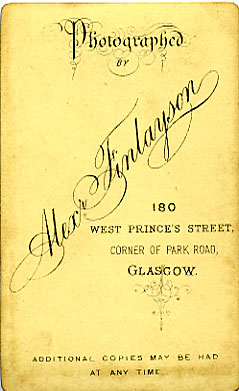 Photographed
BY
Alexr Finlayson
180
WEST PRINCE'S STREET,
CORNER OF PARK ROAD,
GLASGOW.
ADDITIONAL COPIES MAY BE HAD
AT ANY TIME.